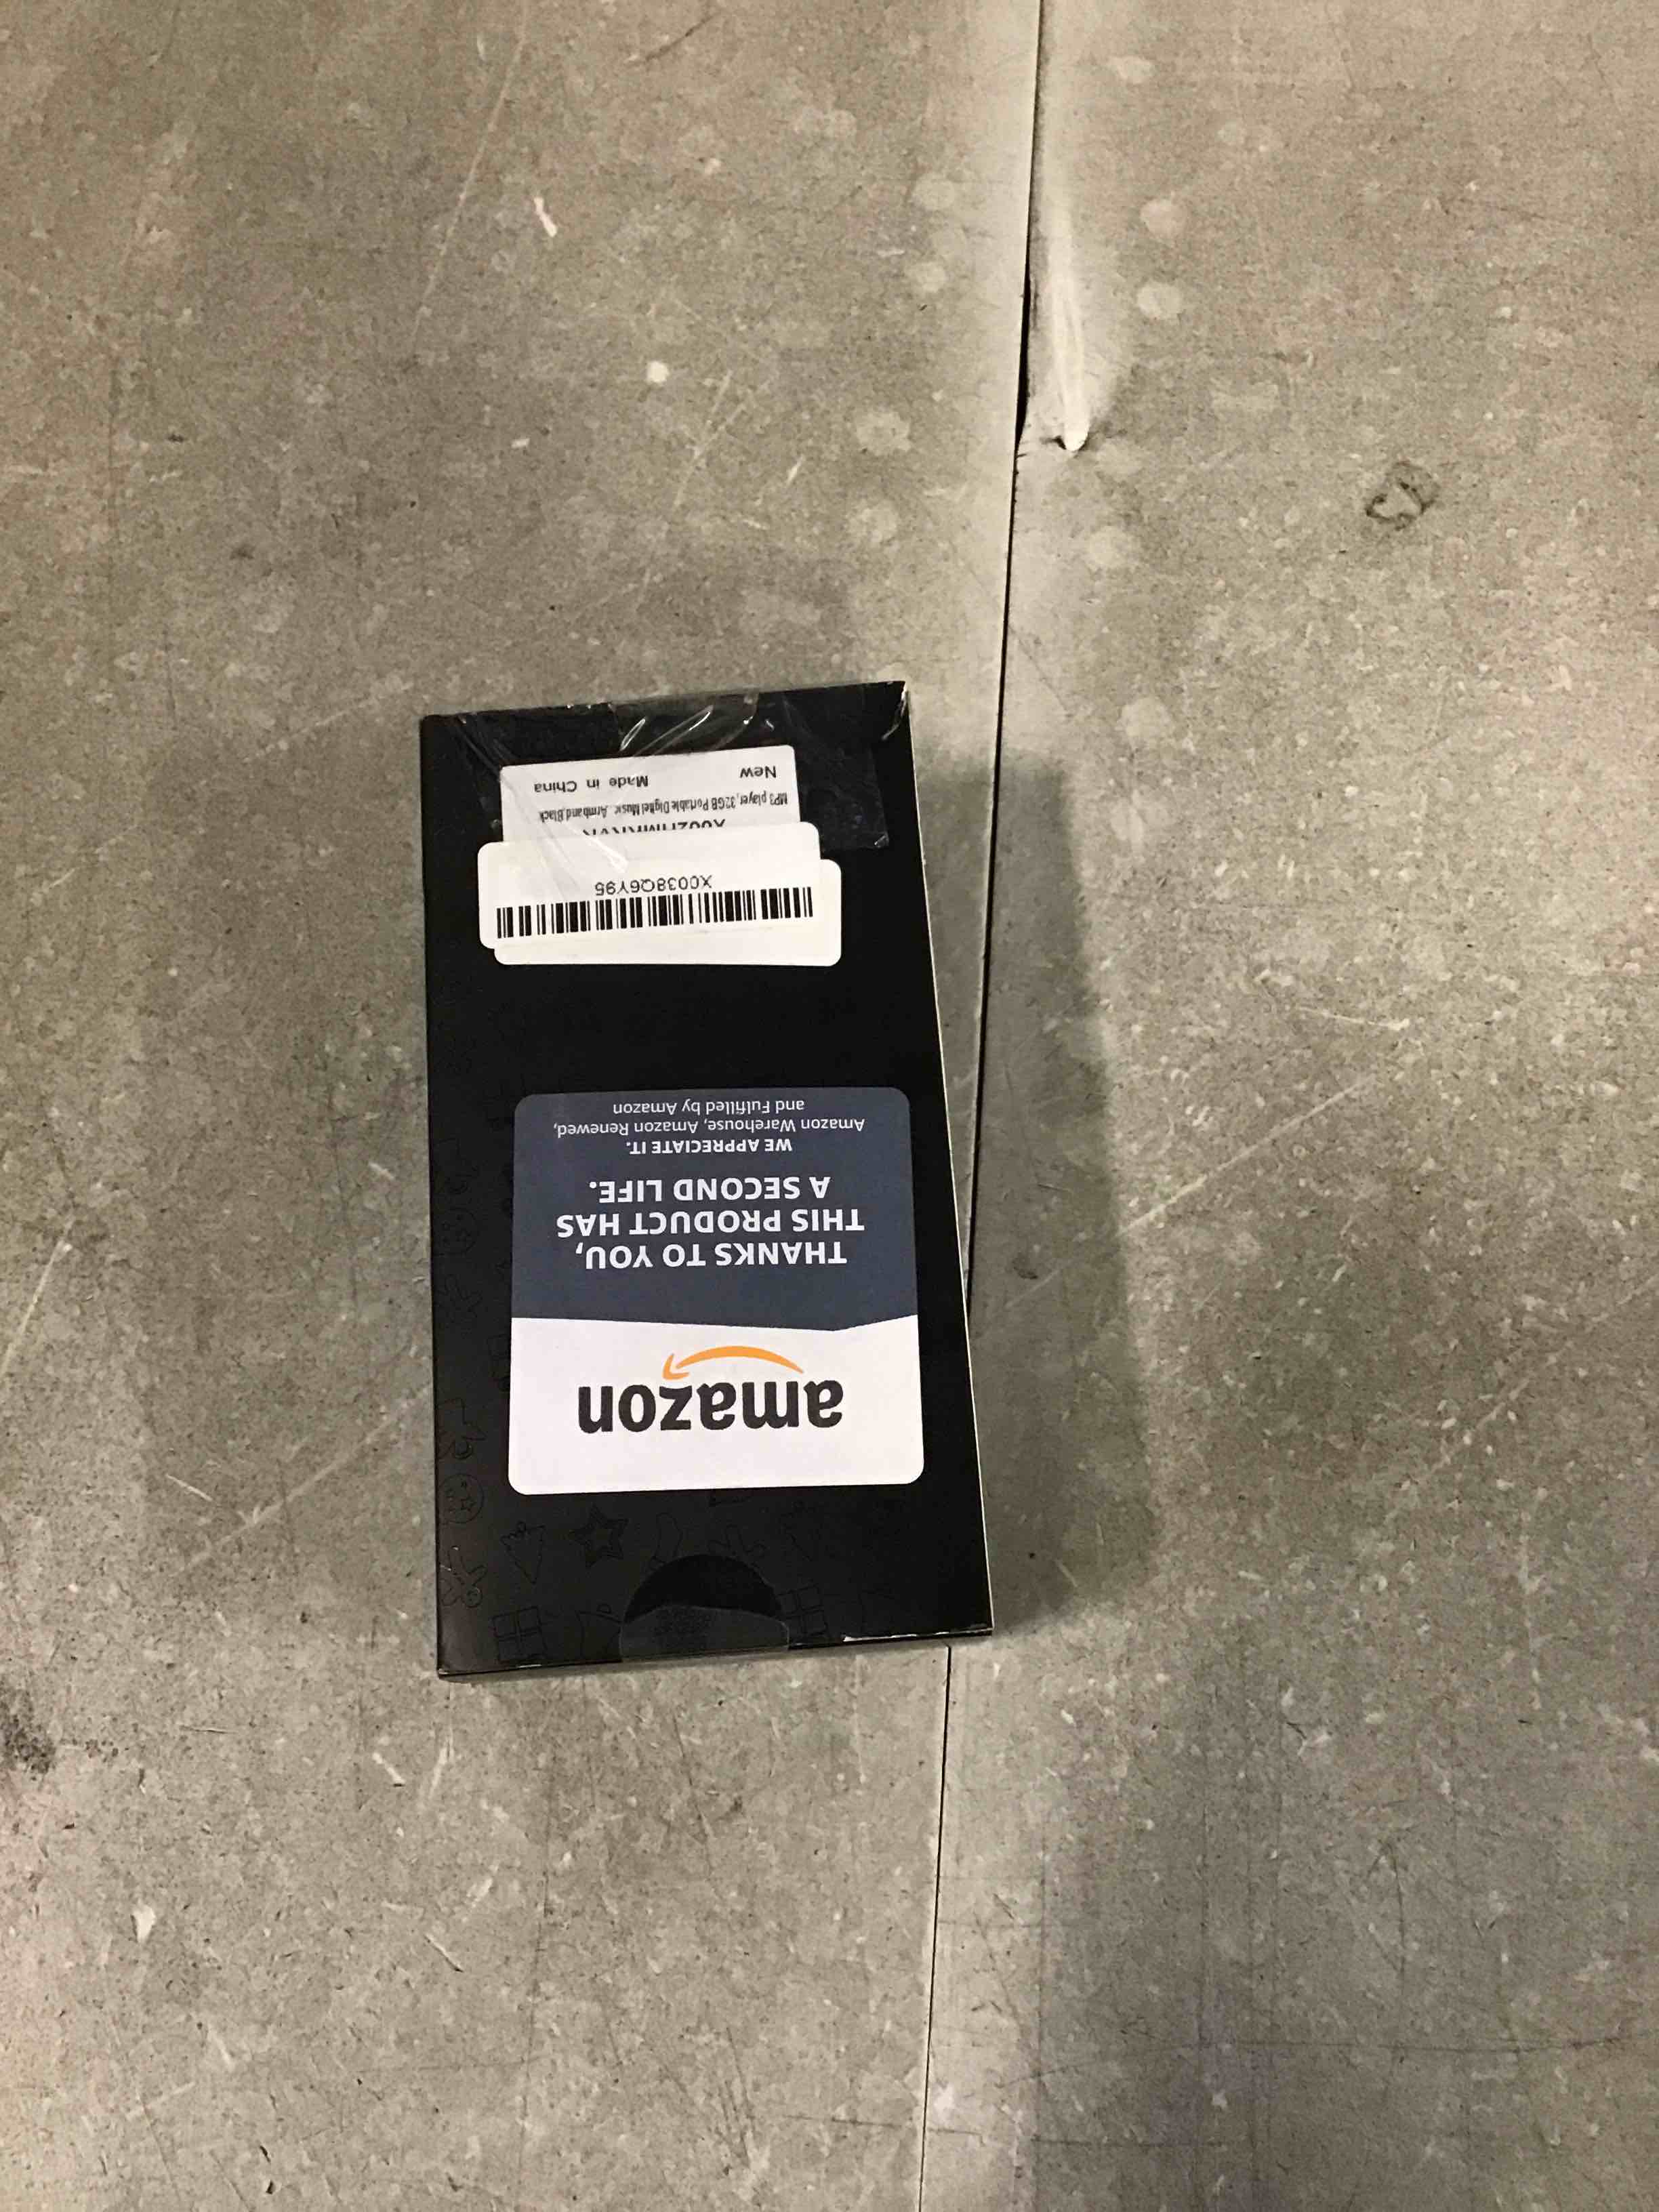 amazon
THANKS TO YOU,
THIS PRODUCT HAS
A SECOND LIFE.
WE APPRECIATE IT.
Amazon Warehouse, Amazon Renewed,
and Fulfilled by Amazon
X0038Q6Y95
MP3 player, 32GB Portable Digital Music Armband,Black
New Made in China